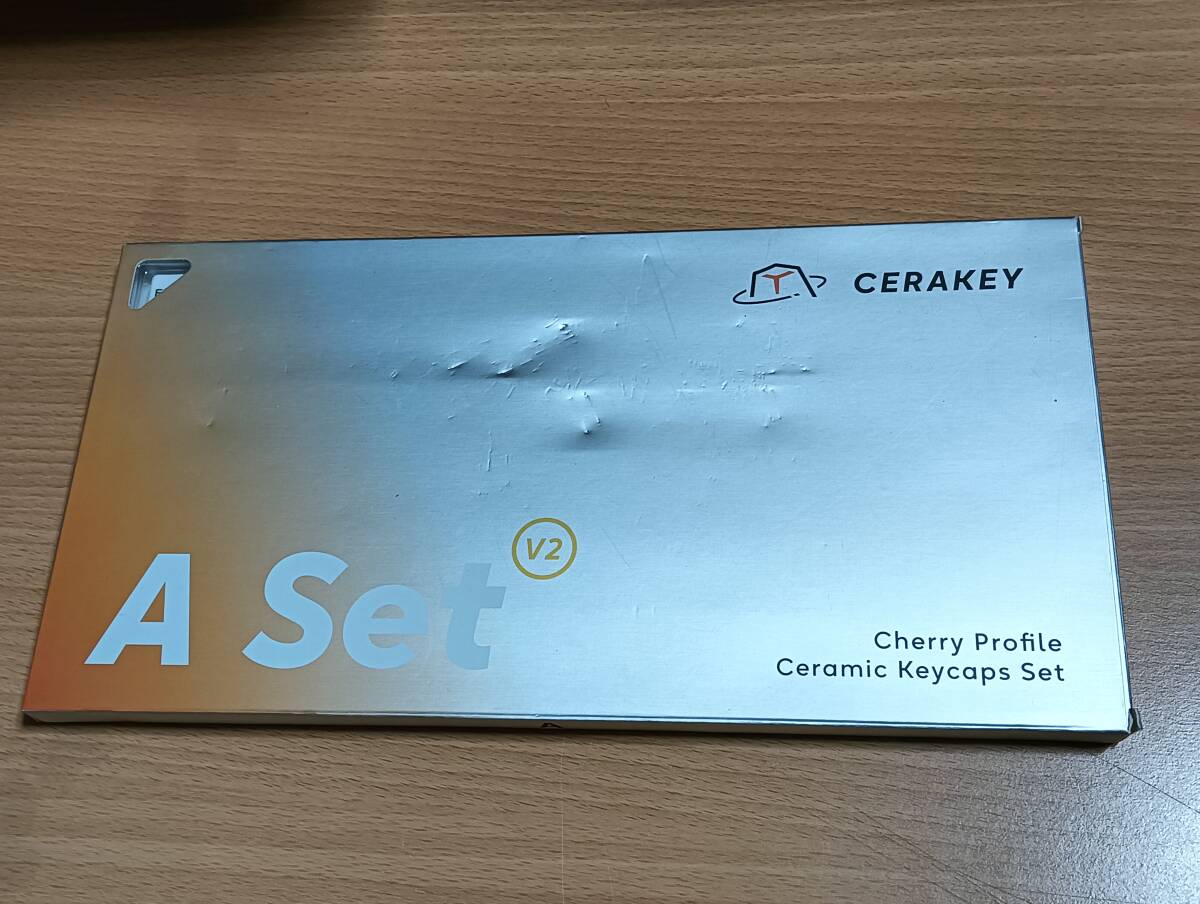 CERAKEY
A Set
V2
Cherry Profile
Ceramic Keycaps Set